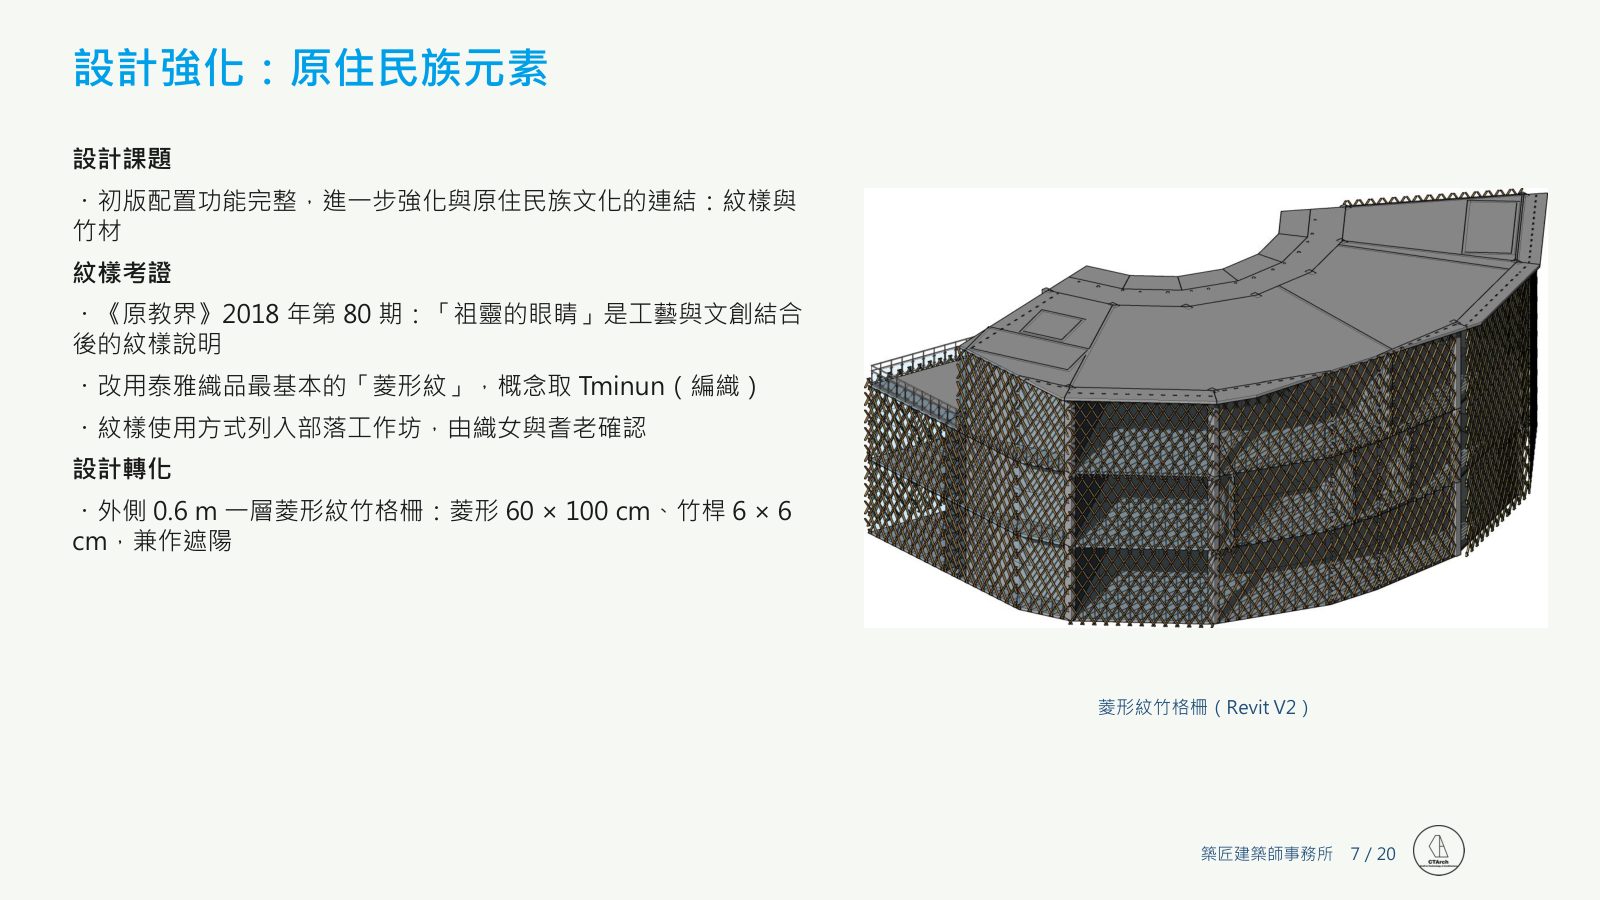 設計強化：原住民族元素
設計課題
．初版配置功能完整，進一步強化與原住民族文化的連結：紋樣與
竹材
紋樣考證
．《原教界》2018 年第 80 期：「祖靈的眼睛」是工藝與文創結合
後的紋樣說明
．改用泰雅織品最基本的「菱形紋」，概念取 Tminun（編織）
．紋樣使用方式列入部落工作坊，由織女與耆老確認
設計轉化
．外側 0.6 m 一層菱形紋竹格柵：菱形 60 × 100 cm、竹桿 6 × 6
cm，兼作遮陽
菱形紋竹格柵（Revit V2）
築匠建築師事務所 7 / 20
CTArch